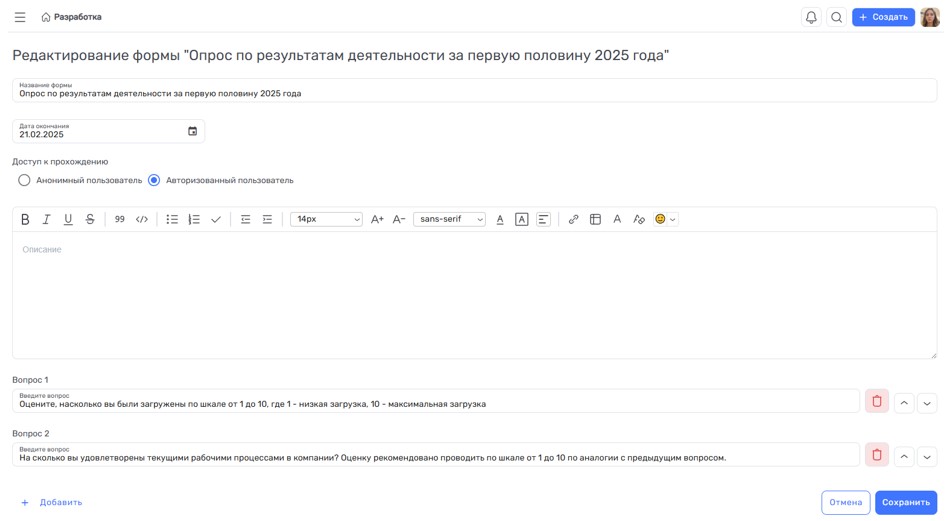 Разработка
Создать
Редактирование формы "Опрос по результатам деятельности за первую половину 2025 года"
Название формы
Опрос по результатам деятельности за первую половину 2025 года
Дата окончания
21.02.2025
Доступ к прохождению
Анонимный пользователь Авторизованный пользователь
B I U S 99 </> 14px A+ A− sans-serif A A A
Описание
Вопрос 1
Введите вопрос
Оцените, насколько вы были загружены по шкале от 1 до 10, где 1 - низкая загрузка, 10 - максимальная загрузка
Вопрос 2
Введите вопрос
На сколько вы удовлетворены текущими рабочими процессами в компании? Оценку рекомендовано проводить по шкале от 1 до 10 по аналогии с предыдущим вопросом.
+ Добавить
Отмена
Сохранить